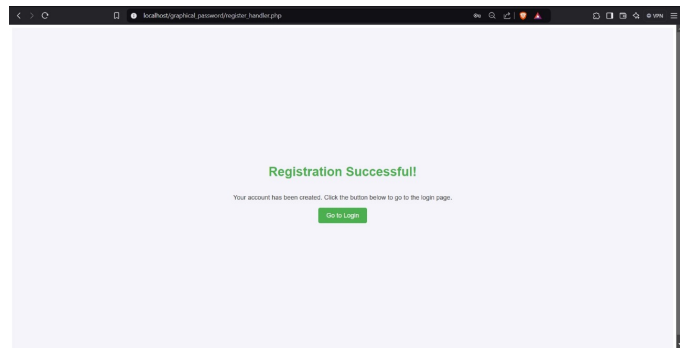 localhost/graphical_password/register_handler.php
VPN
Registration Successful!
Your account has been created. Click the button below to go to the login page.
Go to Login